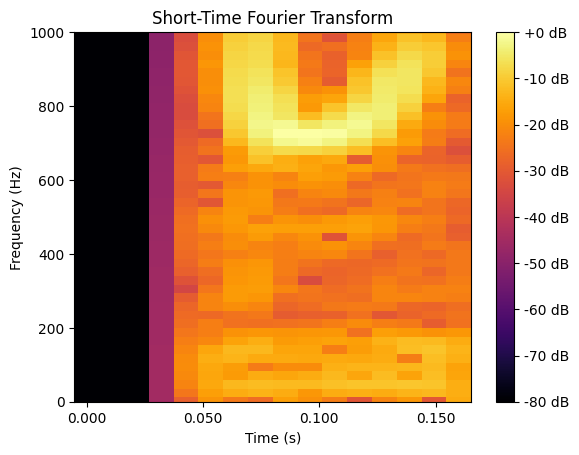 Short-Time Fourier Transform
1000
800
600
400
200
0
Frequency (Hz)
0.000
0.050
0.100
0.150
Time (s)
+0 dB
-10 dB
-20 dB
-30 dB
-40 dB
-50 dB
-60 dB
-70 dB
-80 dB